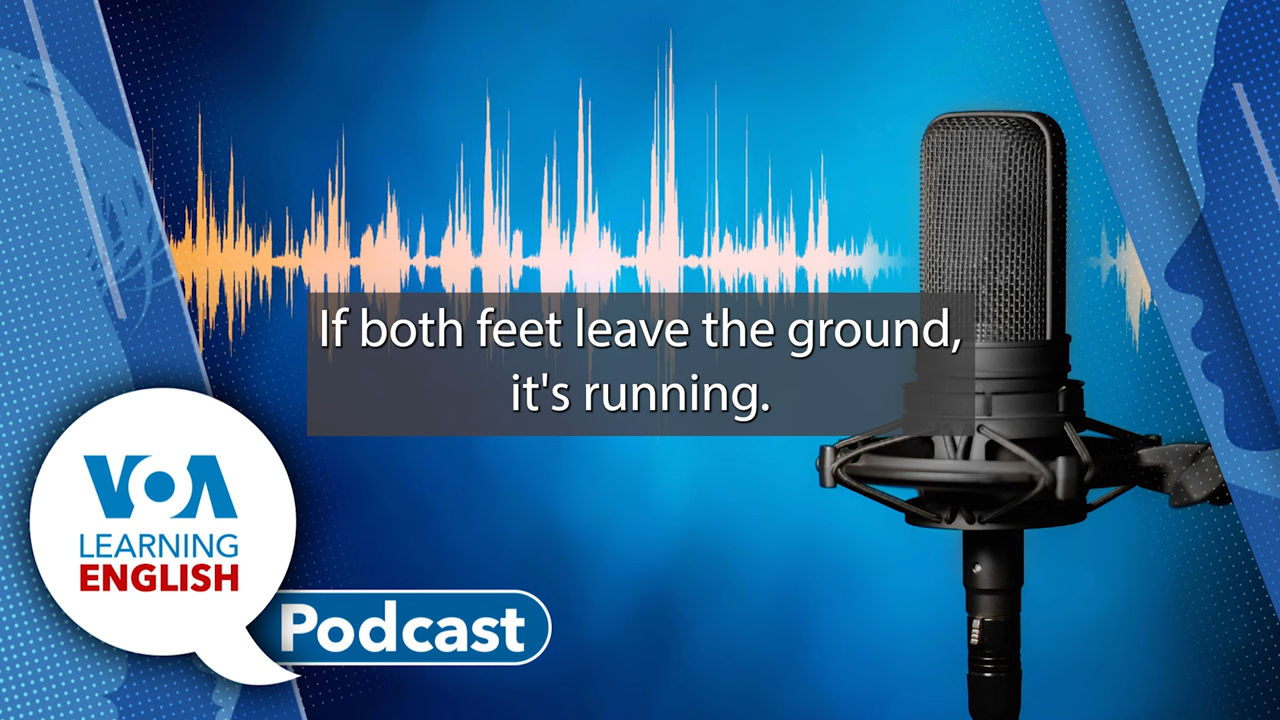 If both feet leave the ground,
it's running.
VOA
LEARNING
ENGLISH
Podcast